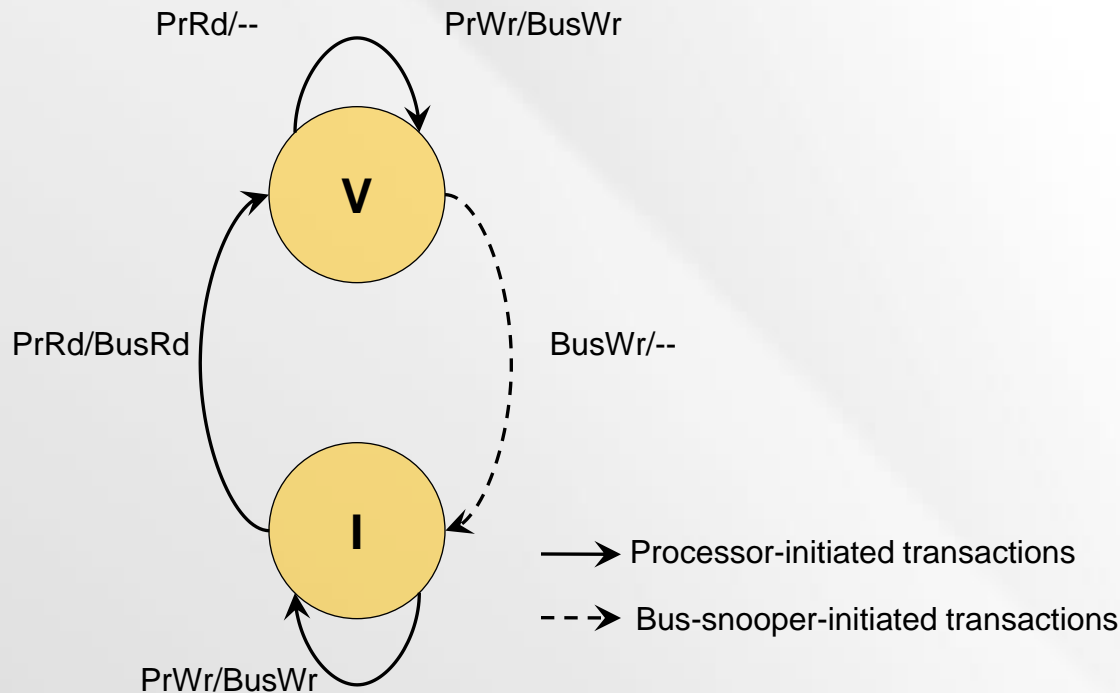 PrRd/--
PrWr/BusWr
V
PrRd/BusRd
BusWr/--
I
Processor-initiated transactions
Bus-snooper-initiated transactions
PrWr/BusWr